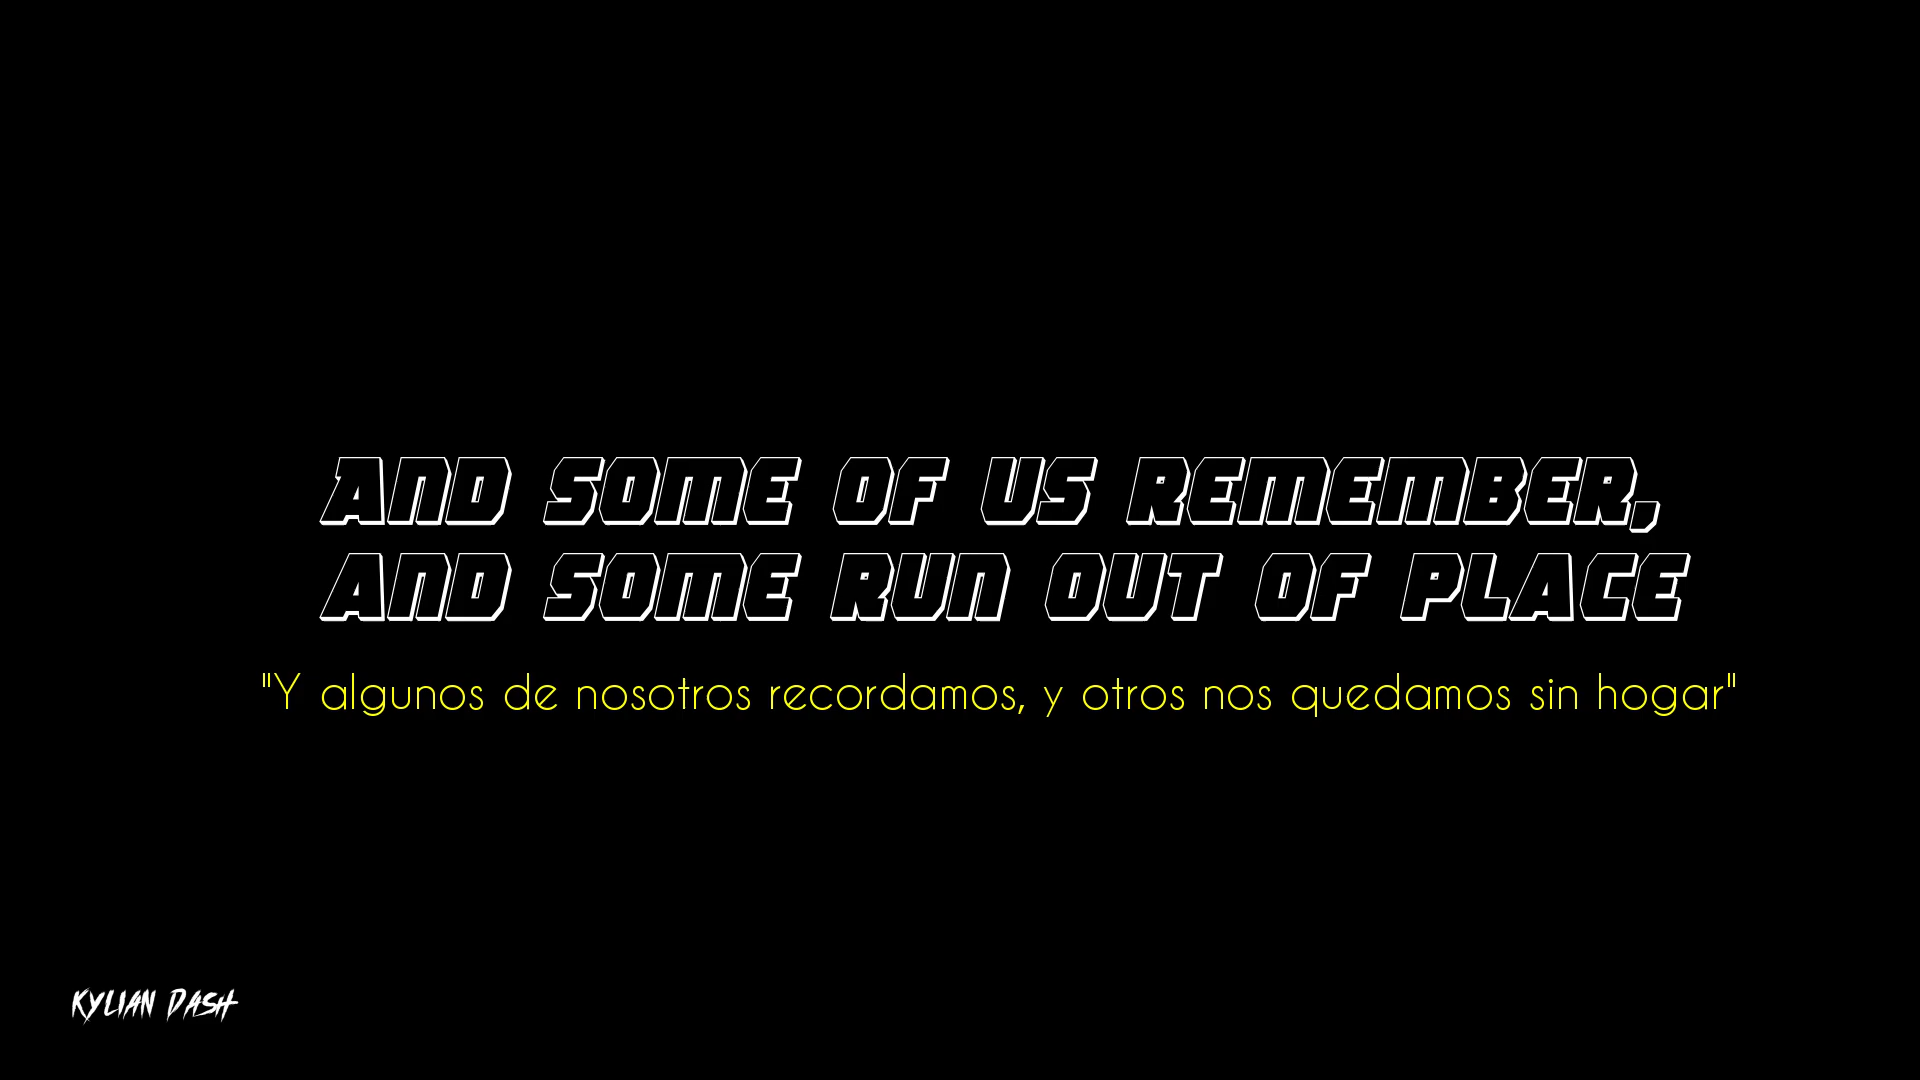 AND SOME OF US REMEMBER,
AND SOME RUN OUT OF PLACE
"Y algunos de nosotros recordamos, y otros nos quedamos sin hogar"
KYLIAN DASH